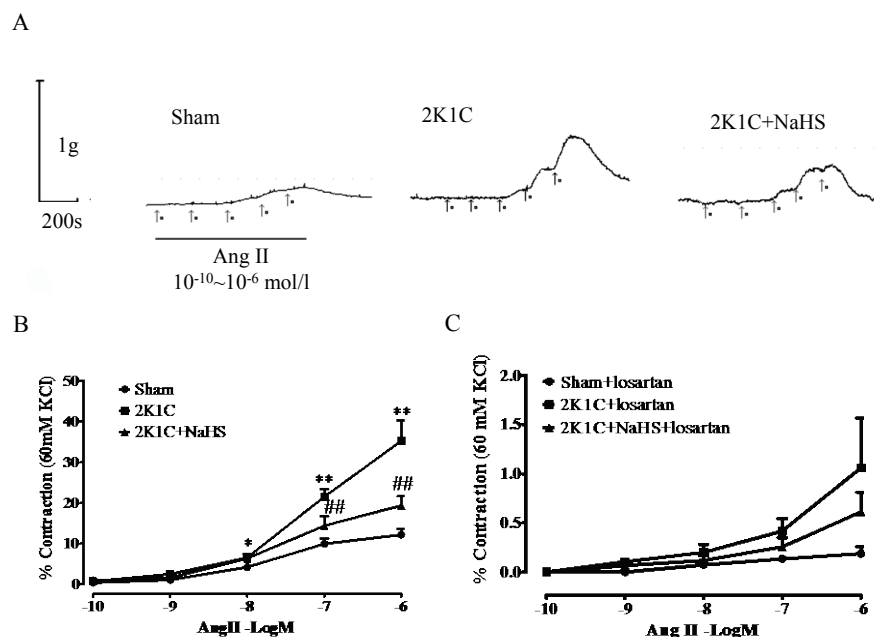 A
Sham
2K1C
2K1C+NaHS
1g
200s
Ang II
10⁻¹⁰~10⁻⁶ mol/l
B
% Contraction (60mM KCl)
50
40
30
20
10
0
Sham
2K1C
2K1C+NaHS
*
**
##
**
##
-10
-9
-8
-7
-6
AngII -LogM
C
% Contraction (60 mM KCl)
2.0
1.5
1.0
0.5
0.0
Sham+losartan
2K1C+losartan
2K1C+NaHS+losartan
-10
-9
-8
-7
-6
Ang II -LogM